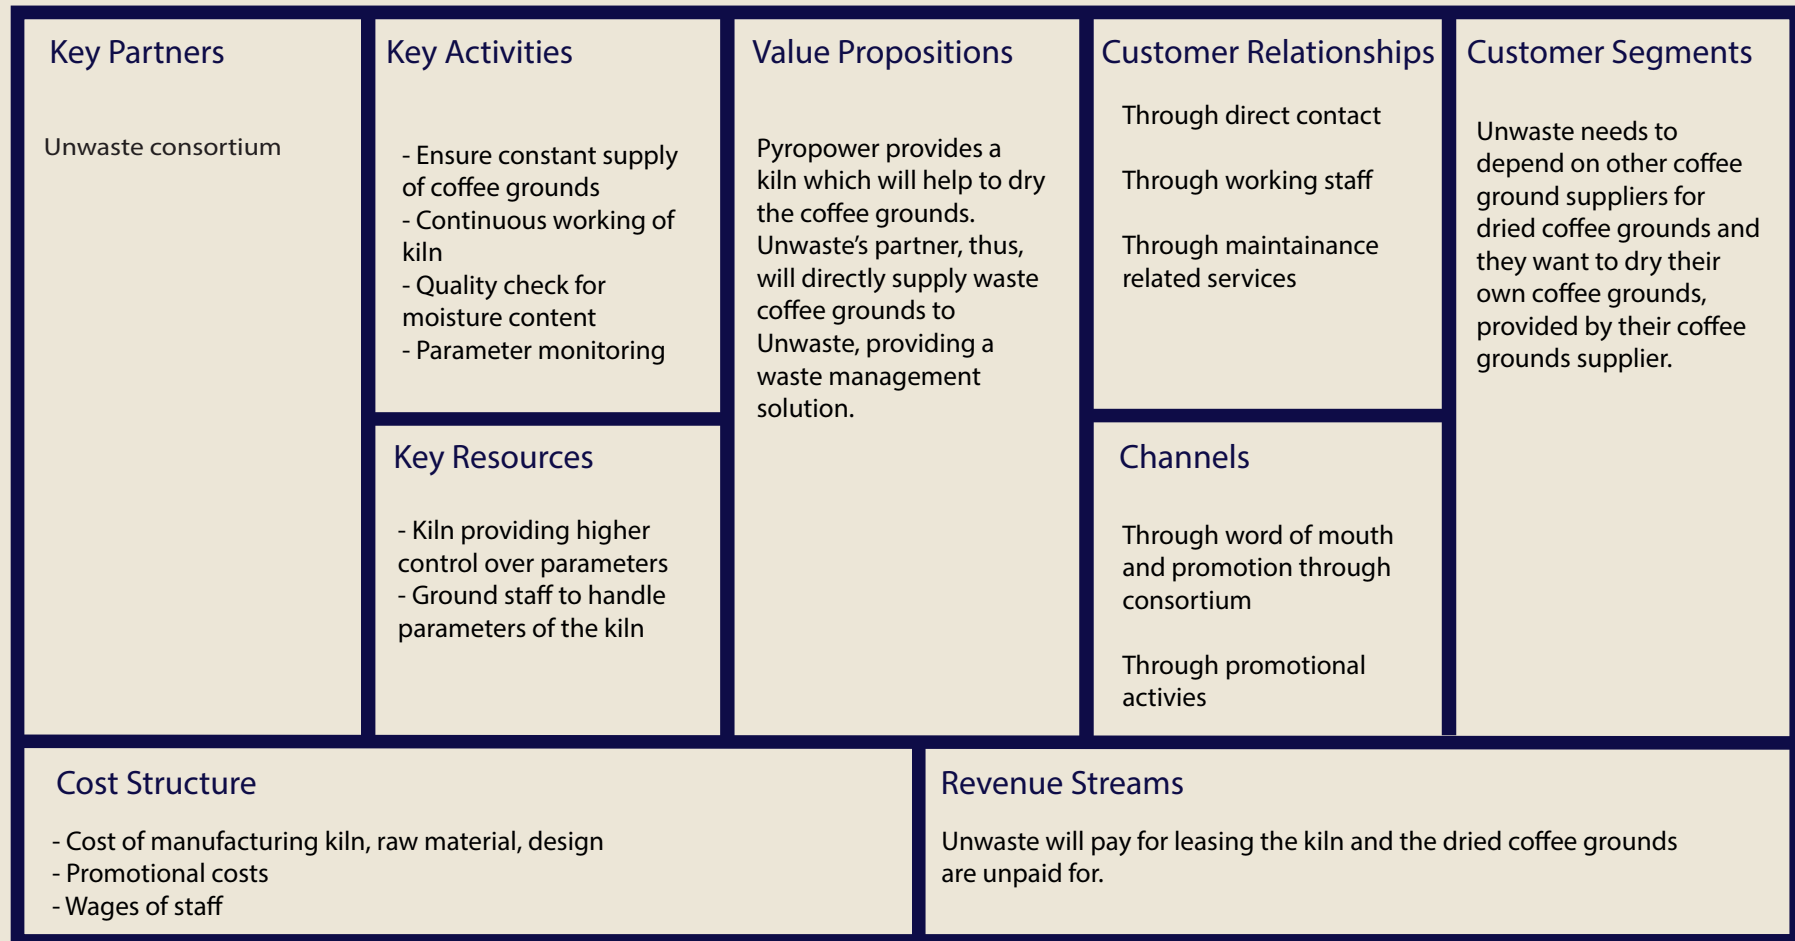 Key Partners
Unwaste consortium
Key Activities
- Ensure constant supply
of coffee grounds
- Continuous working of
kiln
- Quality check for
moisture content
- Parameter monitoring
Key Resources
- Kiln providing higher
control over parameters
- Ground staff to handle
parameters of the kiln
Value Propositions
Pyropower provides a
kiln which will help to dry
the coffee grounds.
Unwaste’s partner, thus,
will directly supply waste
coffee grounds to
Unwaste, providing a
waste management
solution.
Customer Relationships
Through direct contact
Through working staff
Through maintainance
related services
Channels
Through word of mouth
and promotion through
consortium
Through promotional
activies
Customer Segments
Unwaste needs to
depend on other coffee
ground suppliers for
dried coffee grounds and
they want to dry their
own coffee grounds,
provided by their coffee
grounds supplier.
Cost Structure
- Cost of manufacturing kiln, raw material, design
- Promotional costs
- Wages of staff
Revenue Streams
Unwaste will pay for leasing the kiln and the dried coffee grounds
are unpaid for.